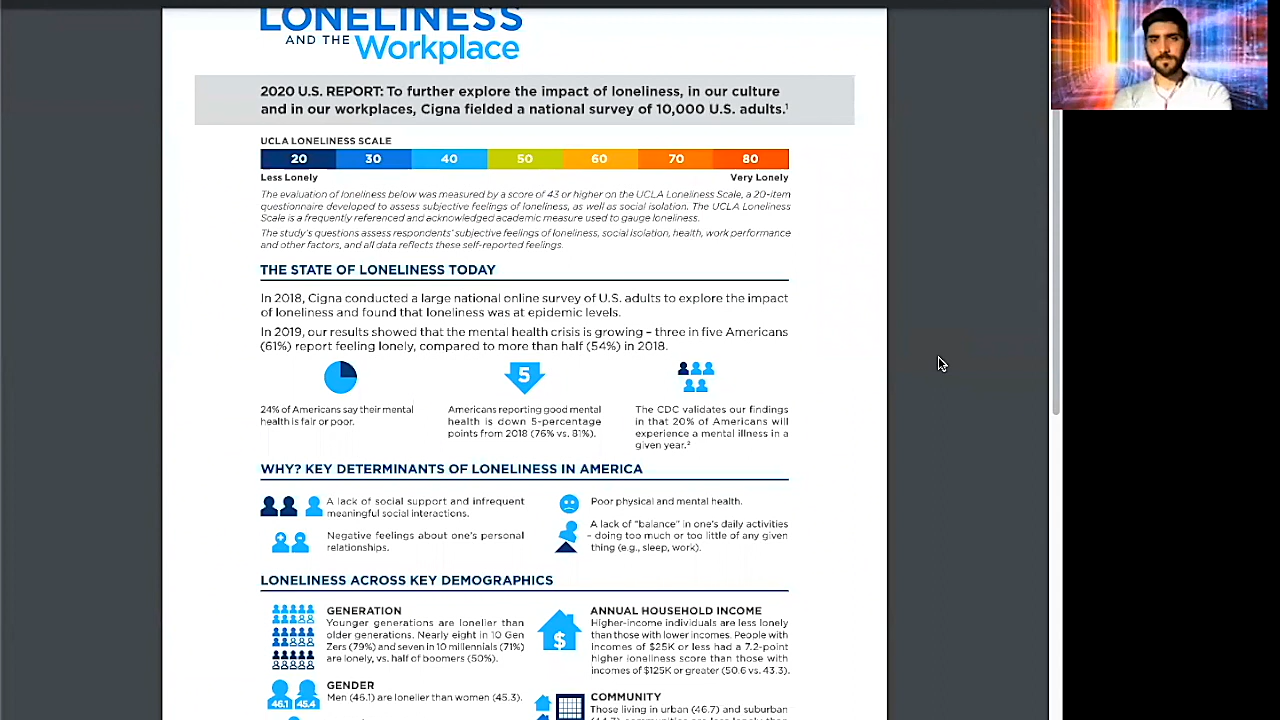 LONELINESS
AND THE Workplace
2020 U.S. REPORT: To further explore the impact of loneliness, in our culture
and in our workplaces, Cigna fielded a national survey of 10,000 U.S. adults.¹
UCLA LONELINESS SCALE
20 30 40 50 60 70 80
Less Lonely Very Lonely
The evaluation of loneliness below was measured by a score of 43 or higher on the UCLA Loneliness Scale, a 20-item
questionnaire developed to assess subjective feelings of loneliness, as well as social isolation. The UCLA Loneliness
Scale is a frequently referenced and acknowledged academic measure used to gauge loneliness.
The study's questions assess respondents' subjective feelings of loneliness, social isolation, health, work performance
and other factors, and all data reflects these self-reported feelings.
THE STATE OF LONELINESS TODAY
In 2018, Cigna conducted a large national online survey of U.S. adults to explore the impact
of loneliness and found that loneliness was at epidemic levels.
In 2019, our results showed that the mental health crisis is growing – three in five Americans
(61%) report feeling lonely, compared to more than half (54%) in 2018.
24% of Americans say their mental
health is fair or poor.
5
Americans reporting good mental
health is down 5-percentage
points from 2018 (76% vs. 81%).
The CDC validates our findings
in that 20% of Americans will
experience a mental illness in a
given year.²
WHY? KEY DETERMINANTS OF LONELINESS IN AMERICA
A lack of social support and infrequent
meaningful social interactions.
Negative feelings about one's personal
relationships.
Poor physical and mental health.
A lack of "balance" in one's daily activities
– doing too much or too little of any given
thing (e.g., sleep, work).
LONELINESS ACROSS KEY DEMOGRAPHICS
GENERATION
Younger generations are lonelier than
older generations. Nearly eight in 10 Gen
Zers (79%) and seven in 10 millennials (71%)
are lonely, vs. half of boomers (50%).
GENDER
Men (46.1) are lonelier than women (45.3).
46.1 45.4
$
ANNUAL HOUSEHOLD INCOME
Higher-income individuals are less lonely
than those with lower incomes. People with
incomes of $25K or less had a 7.2-point
higher loneliness score than those with
incomes of $125K or greater (50.6 vs. 43.3).
COMMUNITY
Those living in urban (46.7) and suburban